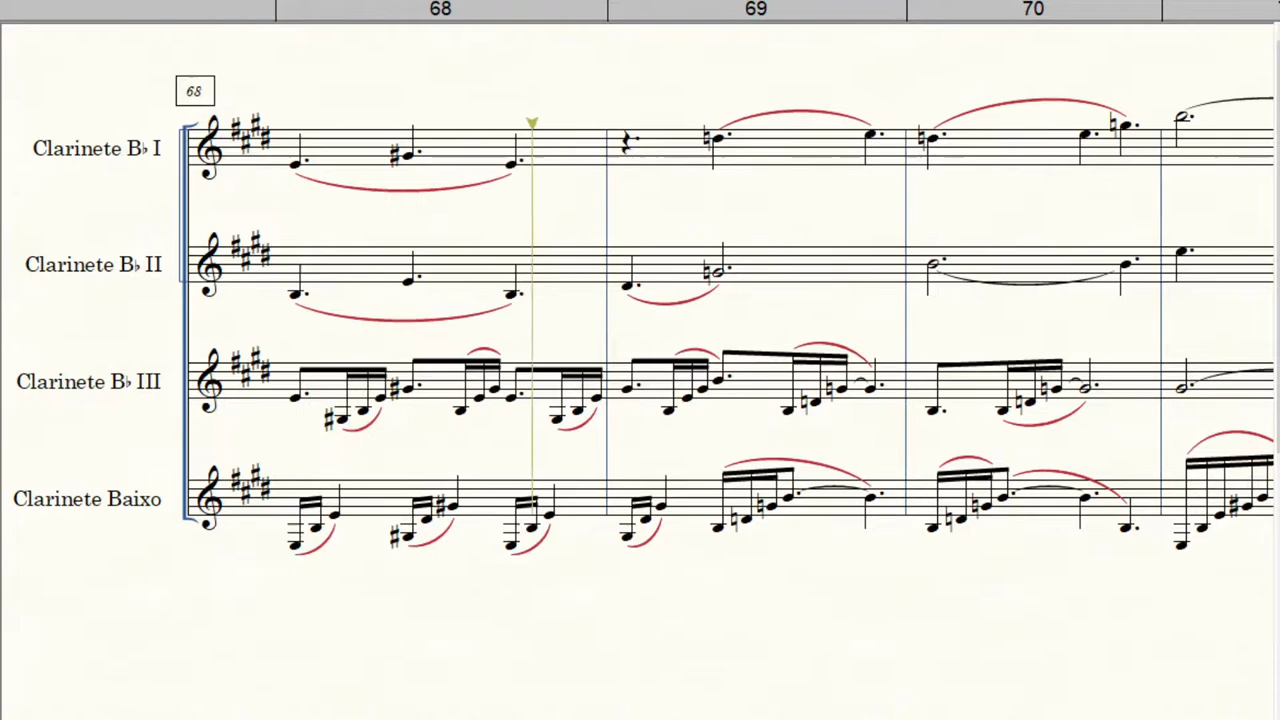 68 69 70
68
Clarinete B♭ I
Clarinete B♭ II
Clarinete B♭ III
Clarinete Baixo